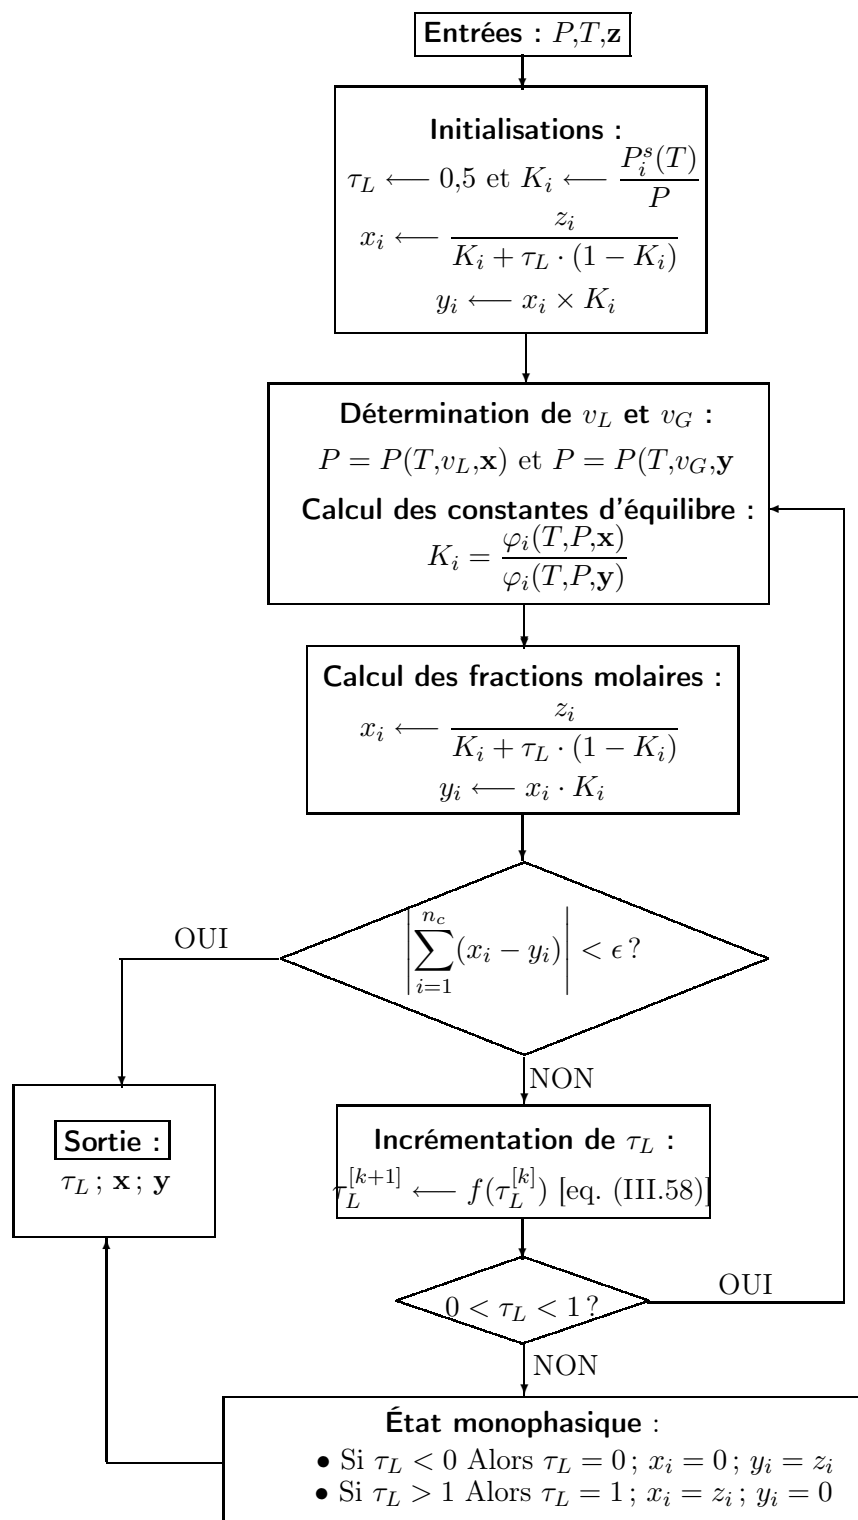 Entrées : P,T,z
Initialisations :
τ_L ⟵ 0,5 et K_i ⟵ P_i^s(T) / P
x_i ⟵ z_i / (K_i + τ_L · (1 − K_i))
y_i ⟵ x_i × K_i
Détermination de v_L et v_G :
P = P(T,v_L,x) et P = P(T,v_G,y
Calcul des constantes d'équilibre :
K_i = φ_i(T,P,x) / φ_i(T,P,y)
Calcul des fractions molaires :
x_i ⟵ z_i / (K_i + τ_L · (1 − K_i))
y_i ⟵ x_i · K_i
OUI
|∑_{i=1}^{n_c} (x_i − y_i)| < ϵ ?
NON
Sortie :
τ_L ; x ; y
Incrémentation de τ_L :
τ_L^{[k+1]} ⟵ f(τ_L^{[k]}) [eq. (III.58)]
0 < τ_L < 1 ?
OUI
NON
État monophasique :
• Si τ_L < 0 Alors τ_L = 0 ; x_i = 0 ; y_i = z_i
• Si τ_L > 1 Alors τ_L = 1 ; x_i = z_i ; y_i = 0